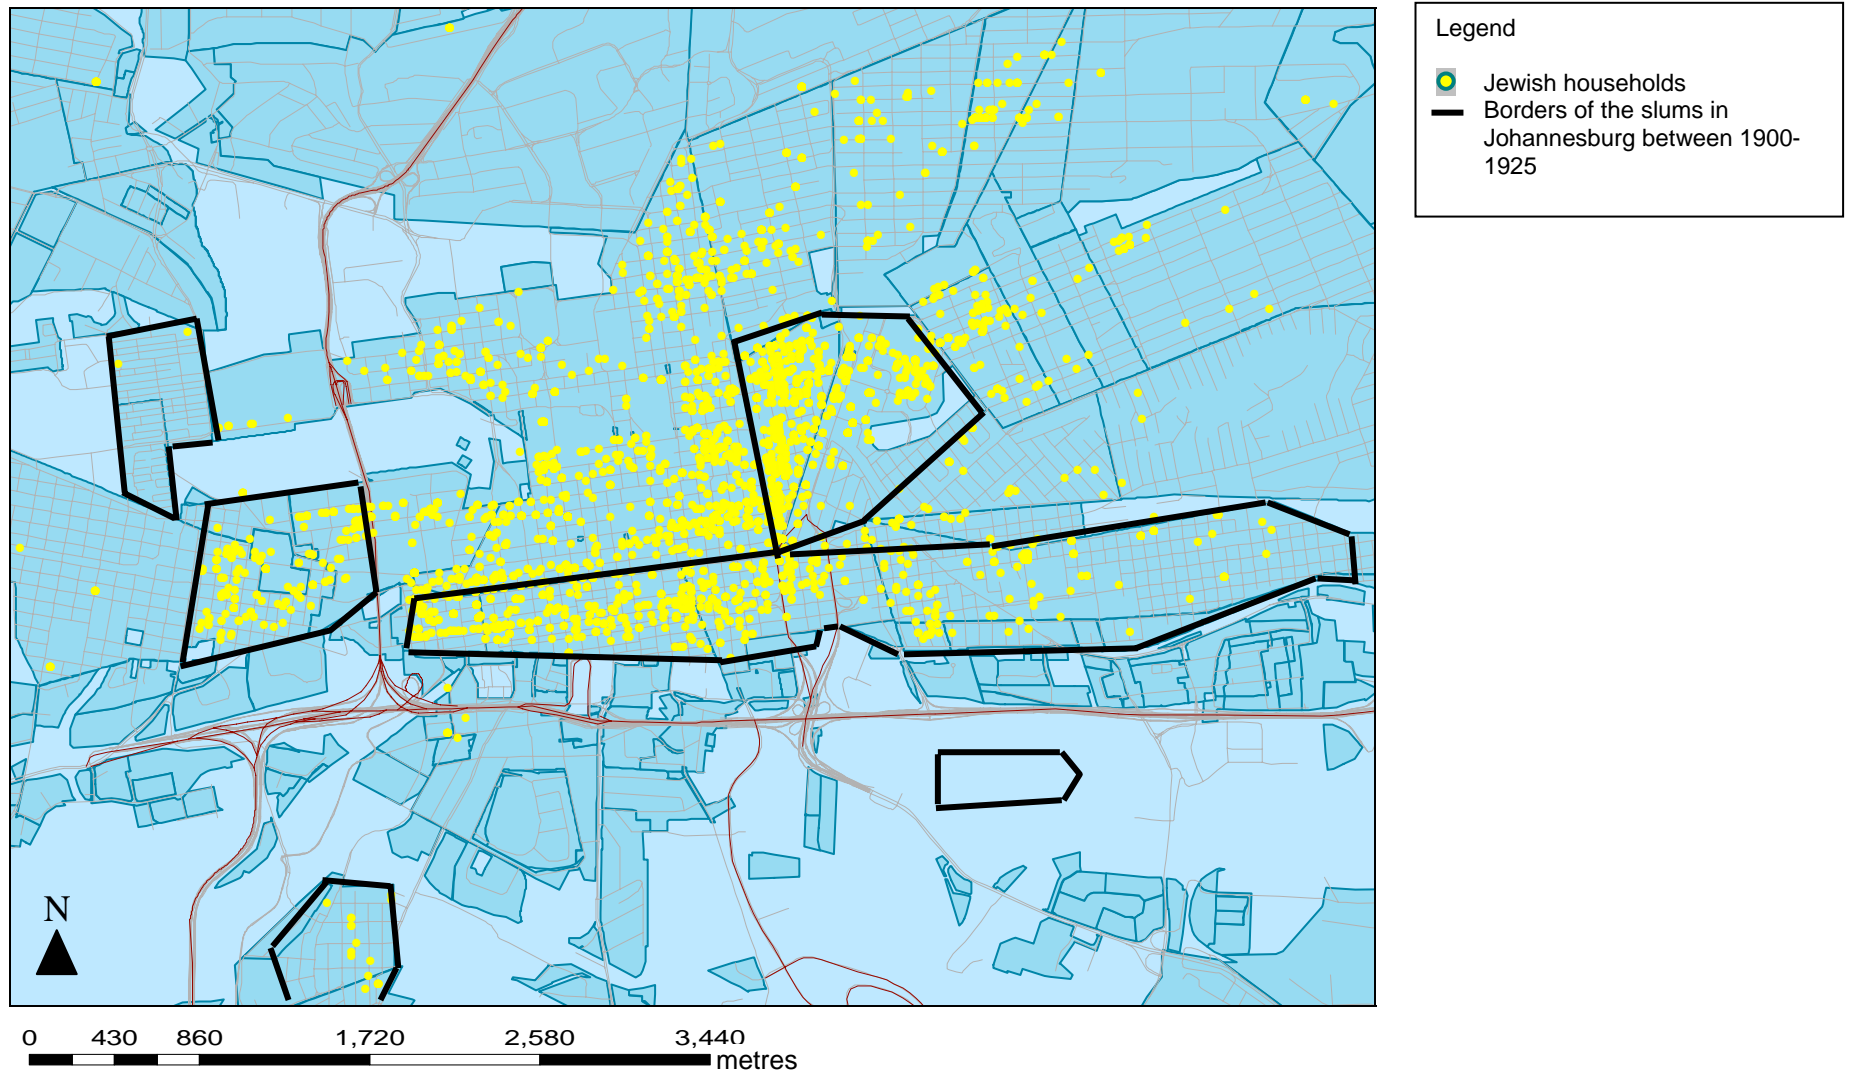 Legend
Jewish households
Borders of the slums in
Johannesburg between 1900-
1925
N
0 430 860 1,720 2,580 3,440
metres